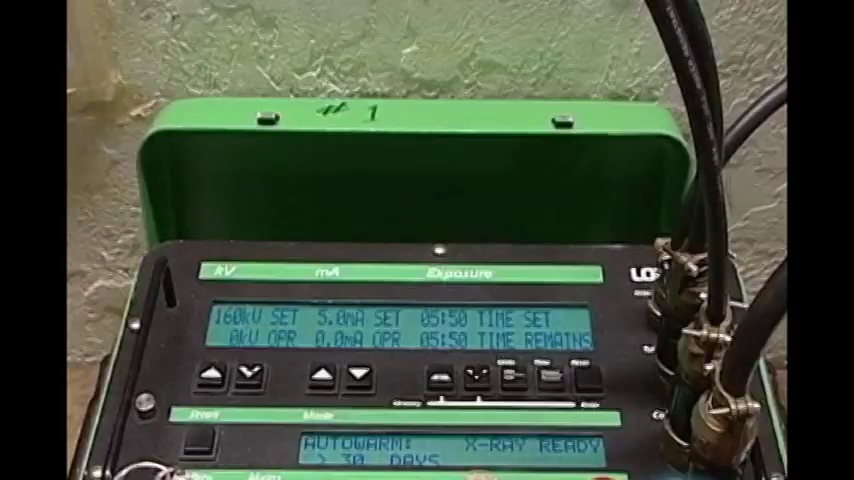 # 1
kV mA Exposure
LO
160kV SET 5.0mA SET 05:50 TIME SET
0kV OPR 0.0mA OPR 05:50 TIME REMAINS
Mode
AUTOWARM: X-RAY READY
> 30 DAYS